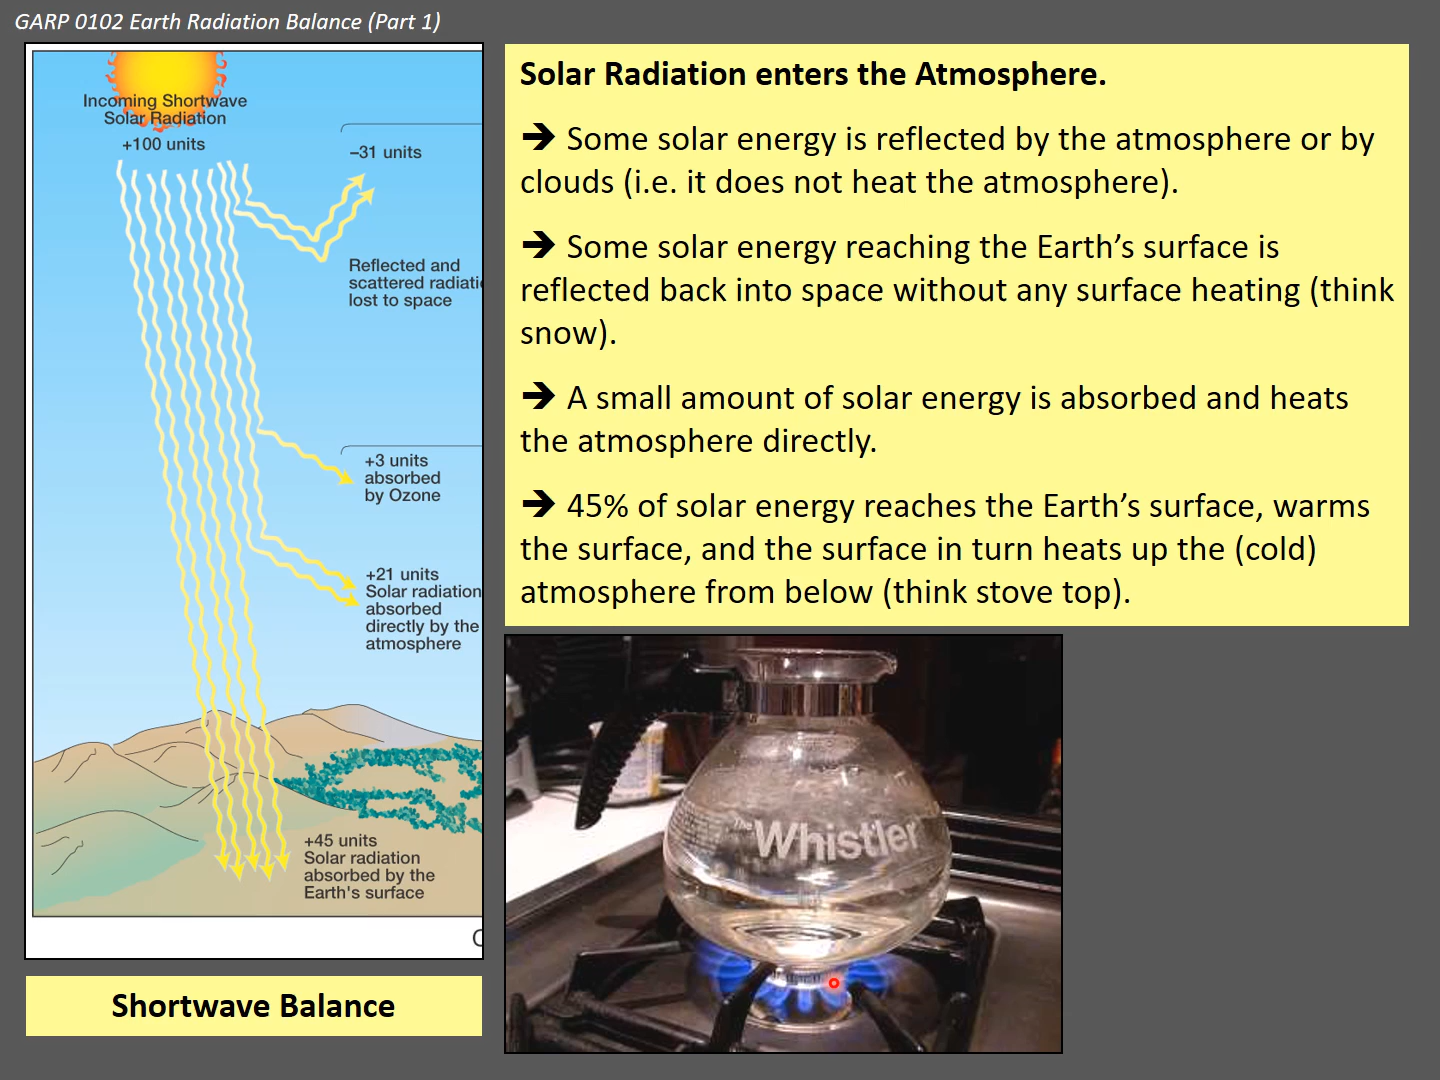 GARP 0102 Earth Radiation Balance (Part 1)
Incoming Shortwave
Solar Radiation
+100 units
–31 units
Reflected and
scattered radiati
lost to space
+3 units
absorbed
by Ozone
+21 units
Solar radiation
absorbed
directly by the
atmosphere
+45 units
Solar radiation
absorbed by the
Earth's surface
Shortwave Balance
Solar Radiation enters the Atmosphere.
➔ Some solar energy is reflected by the atmosphere or by
clouds (i.e. it does not heat the atmosphere).
➔ Some solar energy reaching the Earth’s surface is
reflected back into space without any surface heating (think
snow).
➔ A small amount of solar energy is absorbed and heats
the atmosphere directly.
➔ 45% of solar energy reaches the Earth’s surface, warms
the surface, and the surface in turn heats up the (cold)
atmosphere from below (think stove top).
The Whistler